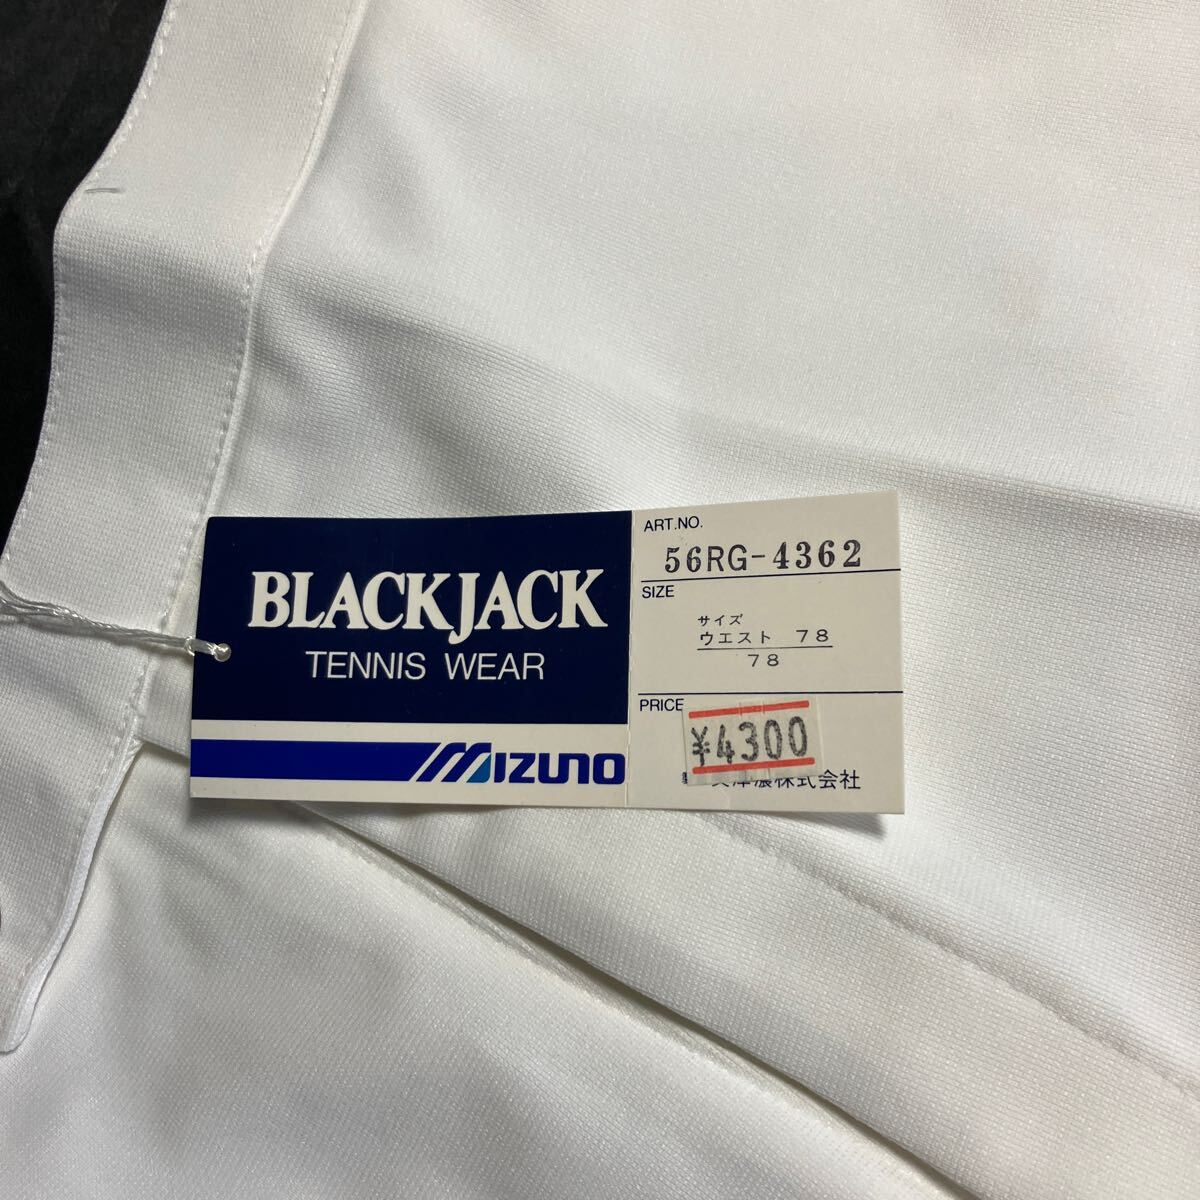 BLACKJACK
TENNIS WEAR
MIZUNO
ART.NO.
56RG-4362
SIZE
サイズ
ウエスト 78
78
PRICE
¥4300
濃株式会社